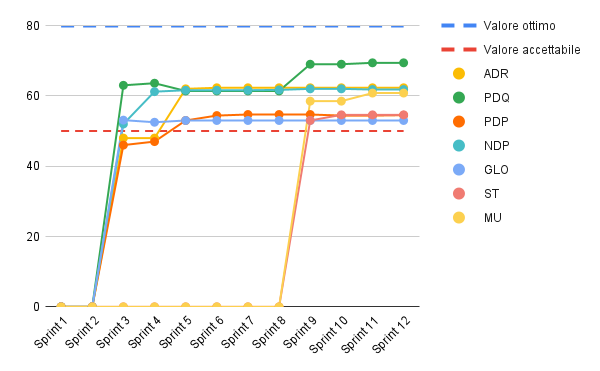 80
60
40
20
0
Sprint 1
Sprint 2
Sprint 3
Sprint 4
Sprint 5
Sprint 6
Sprint 7
Sprint 8
Sprint 9
Sprint 10
Sprint 11
Sprint 12
Valore ottimo
Valore accettabile
ADR
PDQ
PDP
NDP
GLO
ST
MU